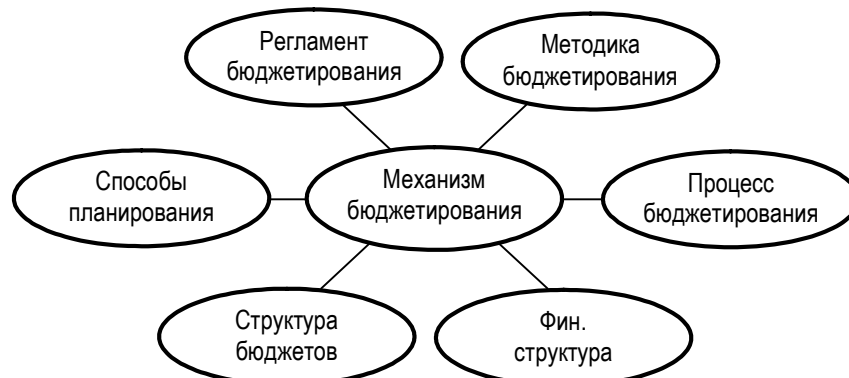 Регламент
бюджетирования
Методика
бюджетирования
Способы
планирования
Механизм
бюджетирования
Процесс
бюджетирования
Структура
бюджетов
Фин.
структура